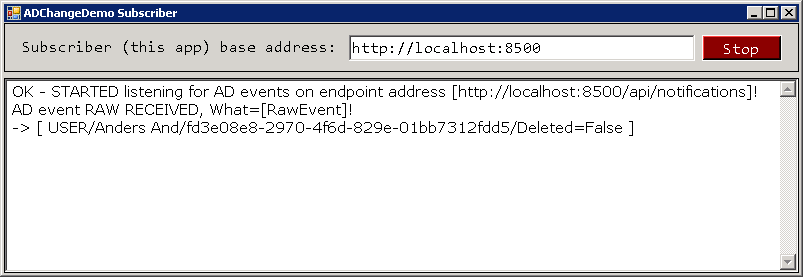 ADChangeDemo Subscriber
Subscriber (this app) base address: http://localhost:8500 Stop
OK - STARTED listening for AD events on endpoint address [http://localhost:8500/api/notifications]!
AD event RAW RECEIVED, What=[RawEvent]!
-> [ USER/Anders And/fd3e08e8-2970-4f6d-829e-01bb7312fdd5/Deleted=False ]